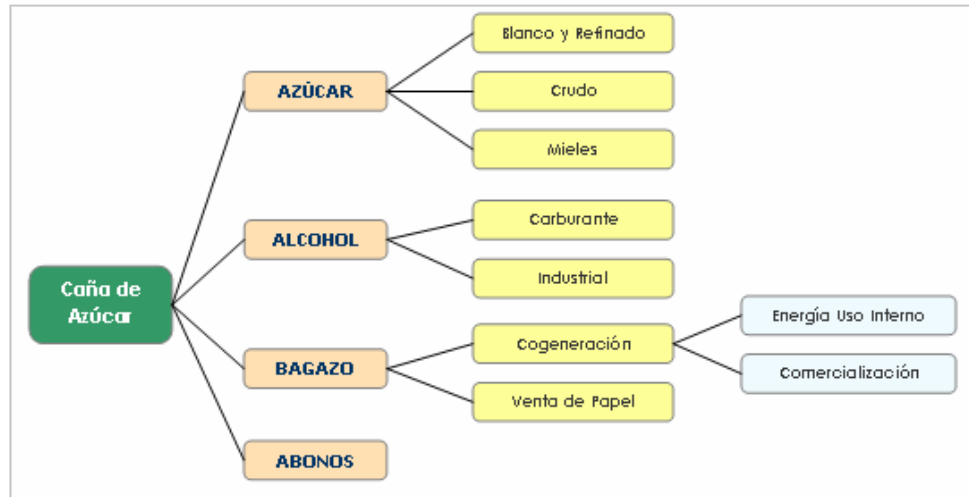 Blanco y Refinado
AZÚCAR
Crudo
Mieles
Carburante
ALCOHOL
Industrial
Caña de
Azúcar
Energía Uso Interno
Cogeneración
BAGAZO
Comercialización
Venta de Papel
ABONOS